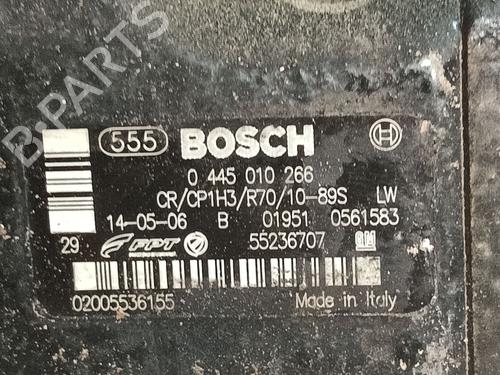 B-PARTS
555 BOSCH
0 445 010 266
CR/CP1H3/R70/10-89S LW
14-05-06 B 01951 0561583
29 FPT 55236707 GM
02005536155 Made in Italy